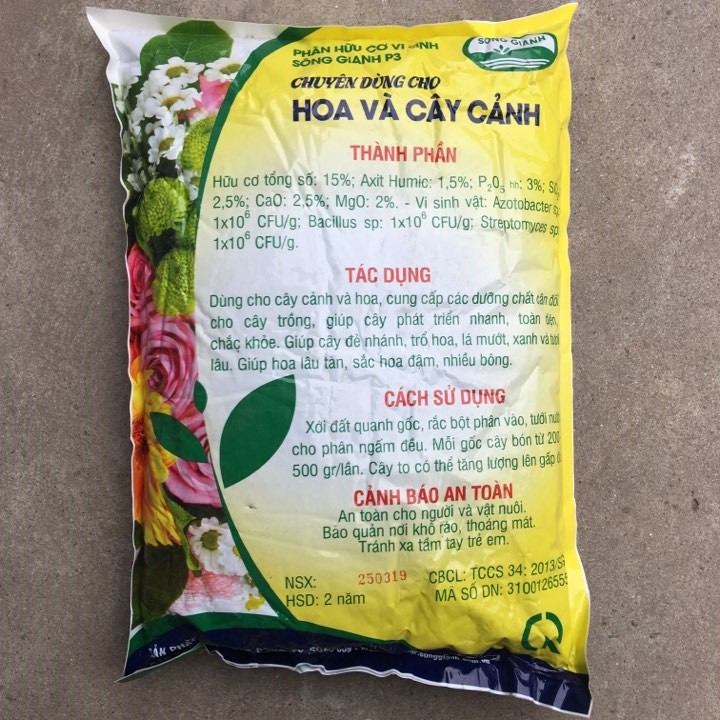 PHÂN HỮU CƠ VI SINH
SÔNG GIANH P3
SÔNG GIANH
CHUYÊN DÙNG CHO
HOA VÀ CÂY CẢNH
THÀNH PHẦN
Hữu cơ tổng số: 15%; Axit Humic: 1,5%; P₂O₅ hh: 3%; SiO₂
2,5%; CaO: 2,5%; MgO: 2%. - Vi sinh vật: Azotobacter sp:
1x10⁶ CFU/g; Bacillus sp: 1x10⁶ CFU/g; Streptomyces sp:
1x10⁶ CFU/g.
TÁC DỤNG
Dùng cho cây cảnh và hoa, cung cấp các dưỡng chất cân đối
cho cây trồng, giúp cây phát triển nhanh, toàn diện,
chắc khỏe. Giúp cây đẻ nhánh, trổ hoa, lá mướt, xanh và tươi
lâu. Giúp hoa lâu tàn, sắc hoa đậm, nhiều bông.
CÁCH SỬ DỤNG
Xới đất quanh gốc, rắc bột phân vào, tưới nước
cho phân ngấm đều. Mỗi gốc cây bón từ 200
500 gr/lần. Cây to có thể tăng lượng lên gấp
CẢNH BÁO AN TOÀN
An toàn cho người và vật nuôi.
Bảo quản nơi khô ráo, thoáng mát.
Tránh xa tầm tay trẻ em.
NSX: 250319 CBCL: TCCS 34: 2013/SG
HSD: 2 năm MÃ SỐ DN: 3100126555